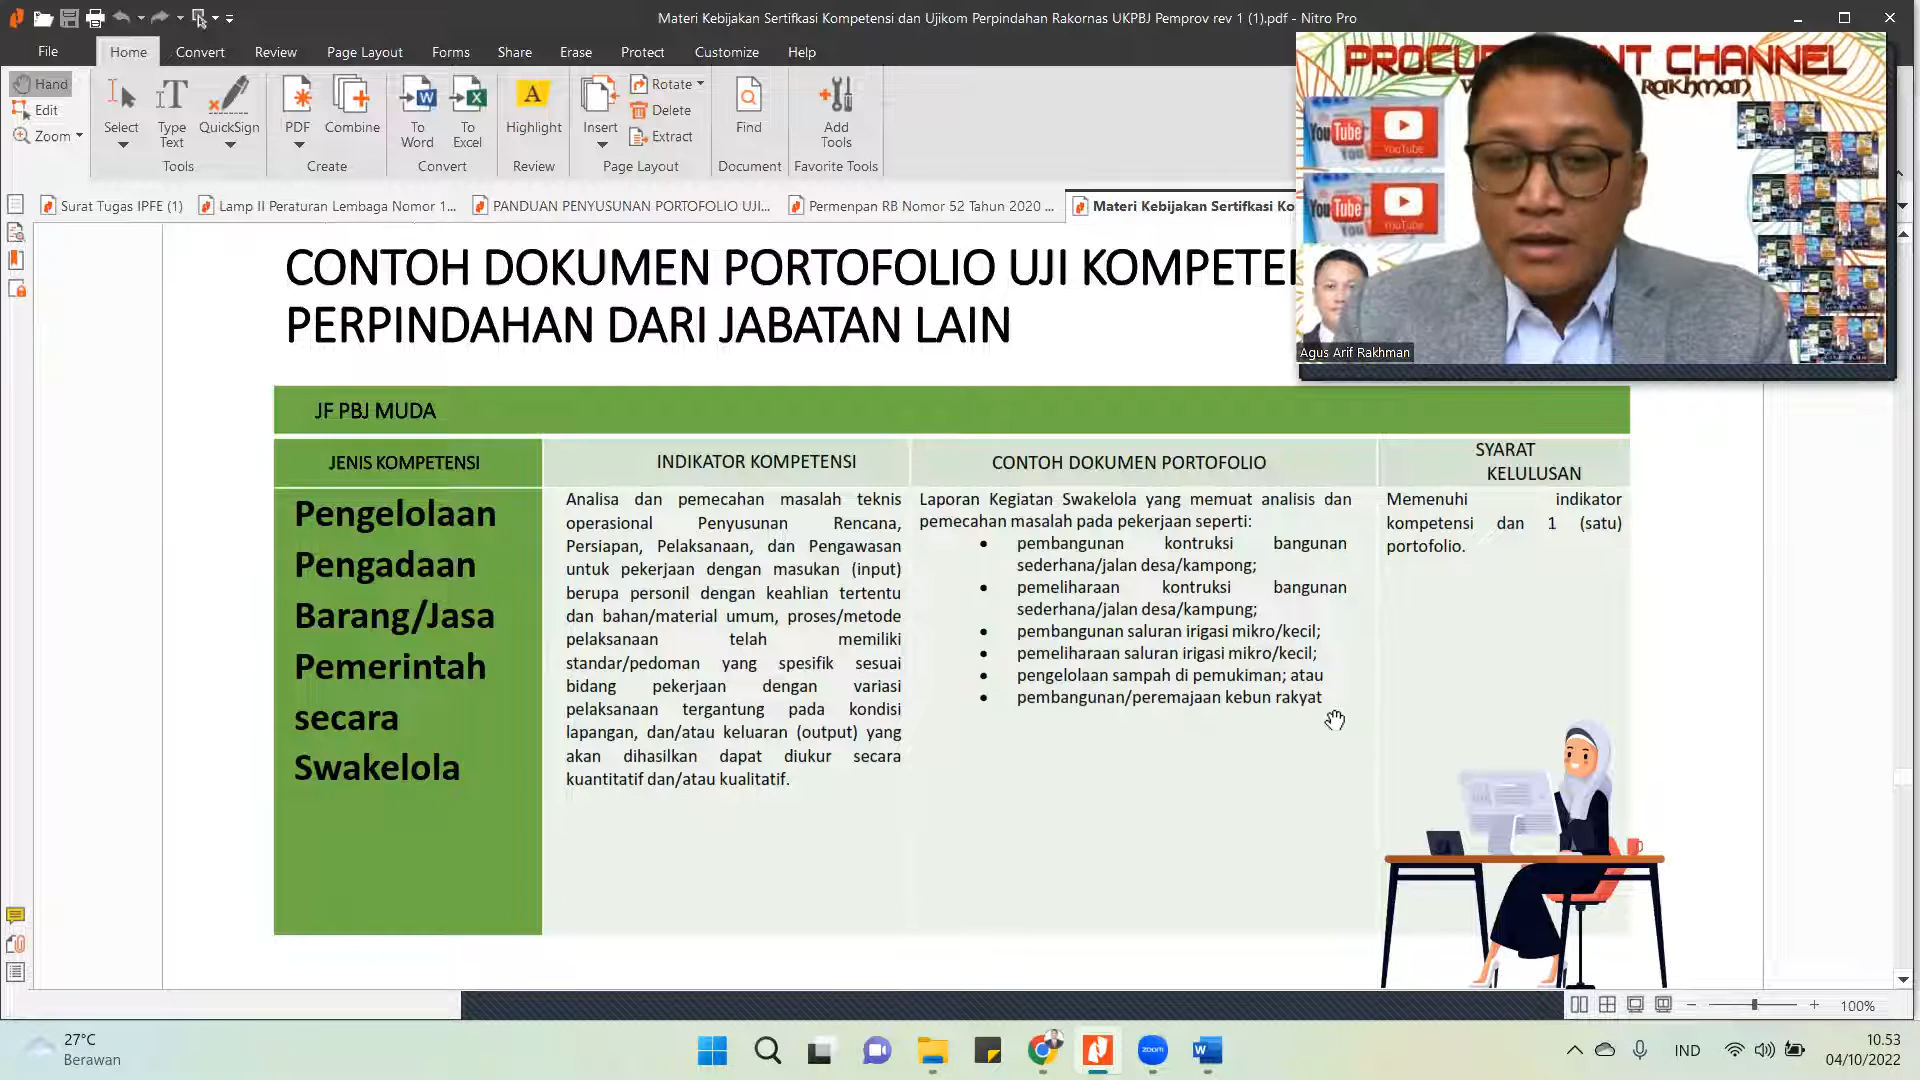 Materi Kebijakan Sertifkasi Kompetensi dan Ujikom Perpindahan Rakornas UKPBJ Pemprov rev 1 (1).pdf - Nitro Pro
File
Home
Convert
Review
Page Layout
Forms
Share
Erase
Protect
Customize
Help
Hand
Edit
Zoom
Select
Type
Text
QuickSign
Tools
PDF
Combine
Create
To
Word
To
Excel
Convert
Highlight
Review
Insert
Rotate
Delete
Extract
Page Layout
Find
Document
Add
Tools
Favorite Tools
Surat Tugas IPFE (1)
Lamp II Peraturan Lembaga Nomor 1...
PANDUAN PENYUSUNAN PORTOFOLIO UJI...
Permenpan RB Nomor 52 Tahun 2020 ...
Materi Kebijakan Sertifkasi Ko
CHANNEL
RAKHMAN
YouTube
YouTube
YouTube
YouTube
Agus Arif Rakhman
CONTOH DOKUMEN PORTOFOLIO UJI KOMPETE
PERPINDAHAN DARI JABATAN LAIN
JF PBJ MUDA
JENIS KOMPETENSI
INDIKATOR KOMPETENSI
CONTOH DOKUMEN PORTOFOLIO
SYARAT
KELULUSAN
Pengelolaan
Pengadaan
Barang/Jasa
Pemerintah
secara
Swakelola
Analisa dan pemecahan masalah teknis
operasional Penyusunan Rencana,
Persiapan, Pelaksanaan, dan Pengawasan
untuk pekerjaan dengan masukan (input)
berupa personil dengan keahlian tertentu
dan bahan/material umum, proses/metode
pelaksanaan telah memiliki
standar/pedoman yang spesifik sesuai
bidang pekerjaan dengan variasi
pelaksanaan tergantung pada kondisi
lapangan, dan/atau keluaran (output) yang
akan dihasilkan dapat diukur secara
kuantitatif dan/atau kualitatif.
Laporan Kegiatan Swakelola yang memuat analisis dan
pemecahan masalah pada pekerjaan seperti:
• pembangunan kontruksi bangunan
sederhana/jalan desa/kampong;
• pemeliharaan kontruksi bangunan
sederhana/jalan desa/kampung;
• pembangunan saluran irigasi mikro/kecil;
• pemeliharaan saluran irigasi mikro/kecil;
• pengelolaan sampah di pemukiman; atau
• pembangunan/peremajaan kebun rakyat
Memenuhi indikator
kompetensi dan 1 (satu)
portofolio.
100%
27°C
Berawan
zoom
IND
10.53
04/10/2022